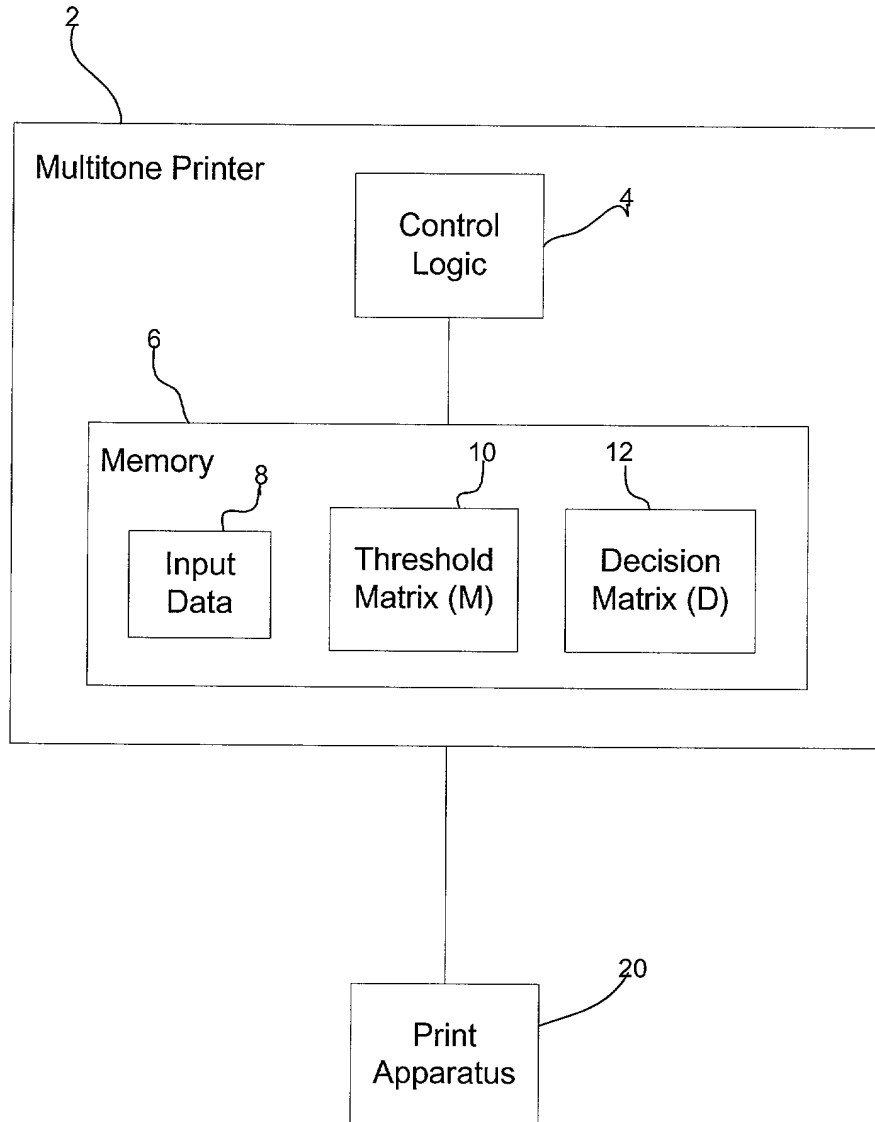 2
Multitone Printer
4
Control
Logic
6
Memory
8
10
12
Input
Data
Threshold
Matrix (M)
Decision
Matrix (D)
20
Print
Apparatus